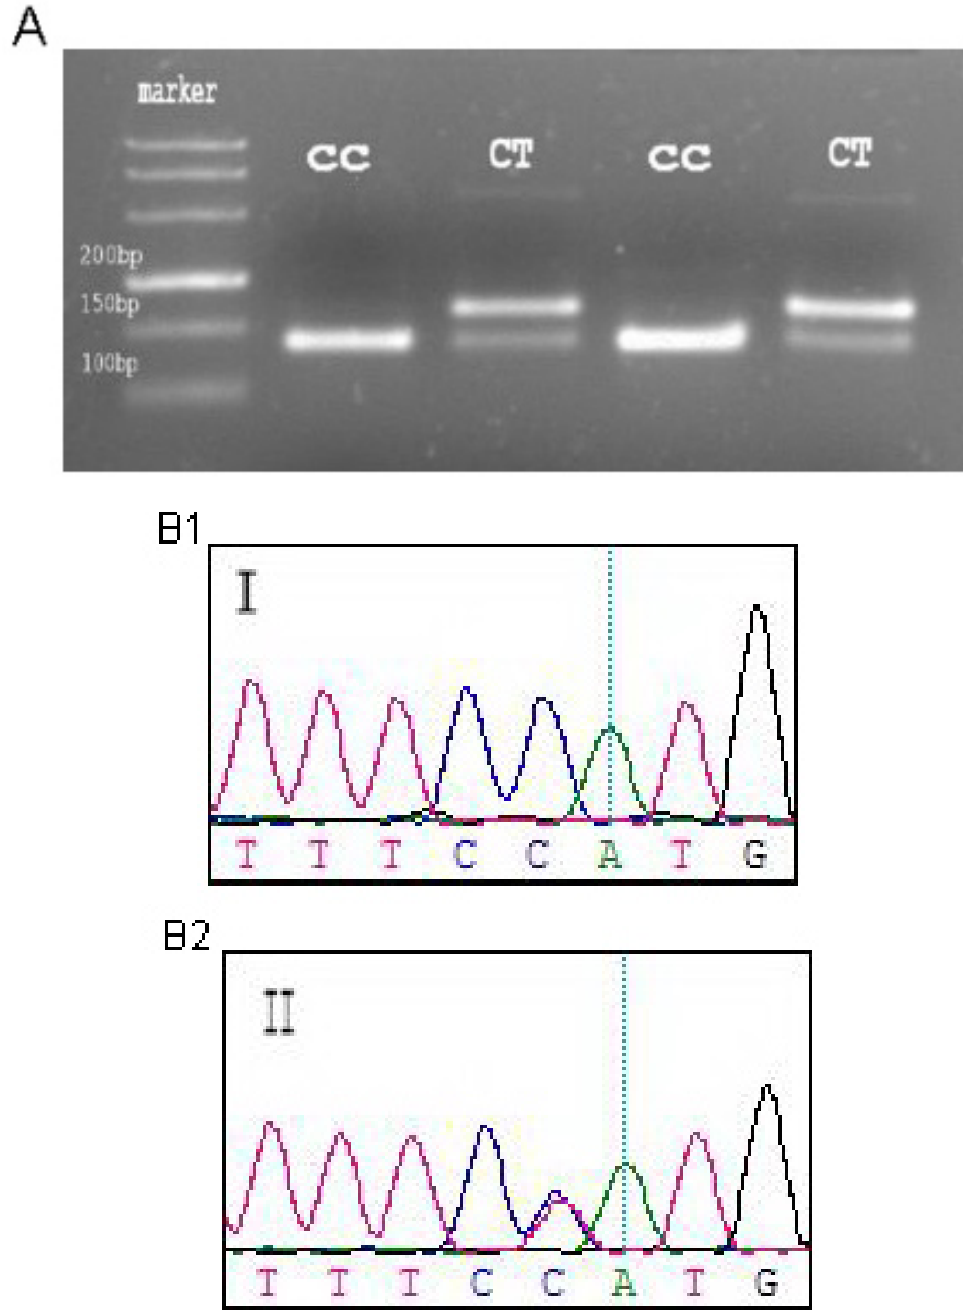 A
marker
CC CT CC CT
200bp
150bp
100bp
B1
I
T T T C C A T G
B2
II
T T T C C A T G